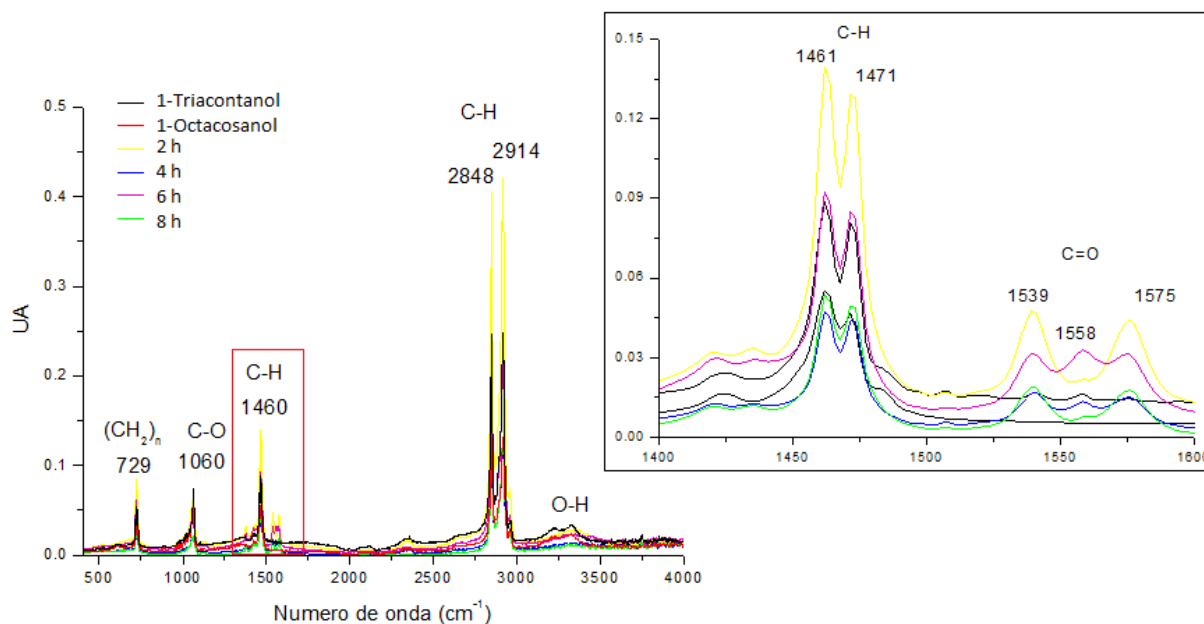 1-Triacontanol
1-Octacosanol
2 h
4 h
6 h
8 h
UA
0.5
0.4
0.3
0.2
0.1
0.0
(CH₂)ₙ
729
C-O
1060
C-H
1460
C-H
2848
2914
O-H
500 1000 1500 2000 2500 3000 3500 4000
Numero de onda (cm⁻¹)
0.15
0.12
0.09
0.06
0.03
0.00
C-H
1461
1471
C=O
1539
1558
1575
1400 1450 1500 1550 1600